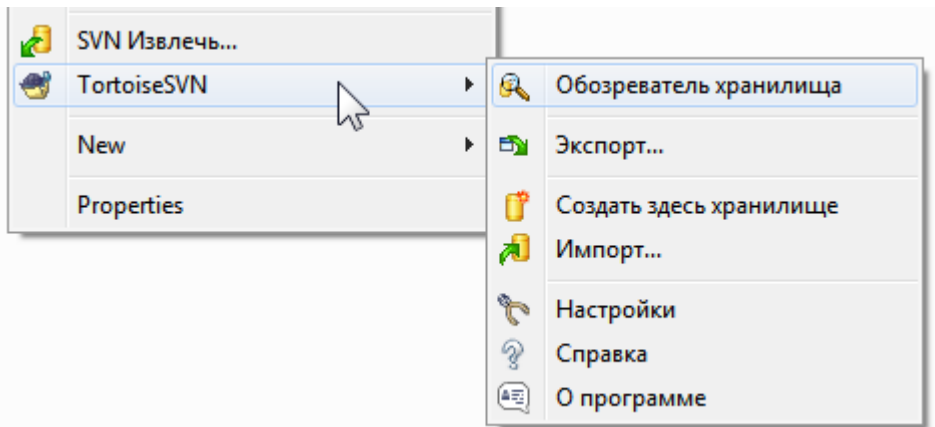 SVN Извлечь...
TortoiseSVN
New
Properties
Обозреватель хранилища
Экспорт...
Создать здесь хранилище
Импорт...
Настройки
Справка
О программе